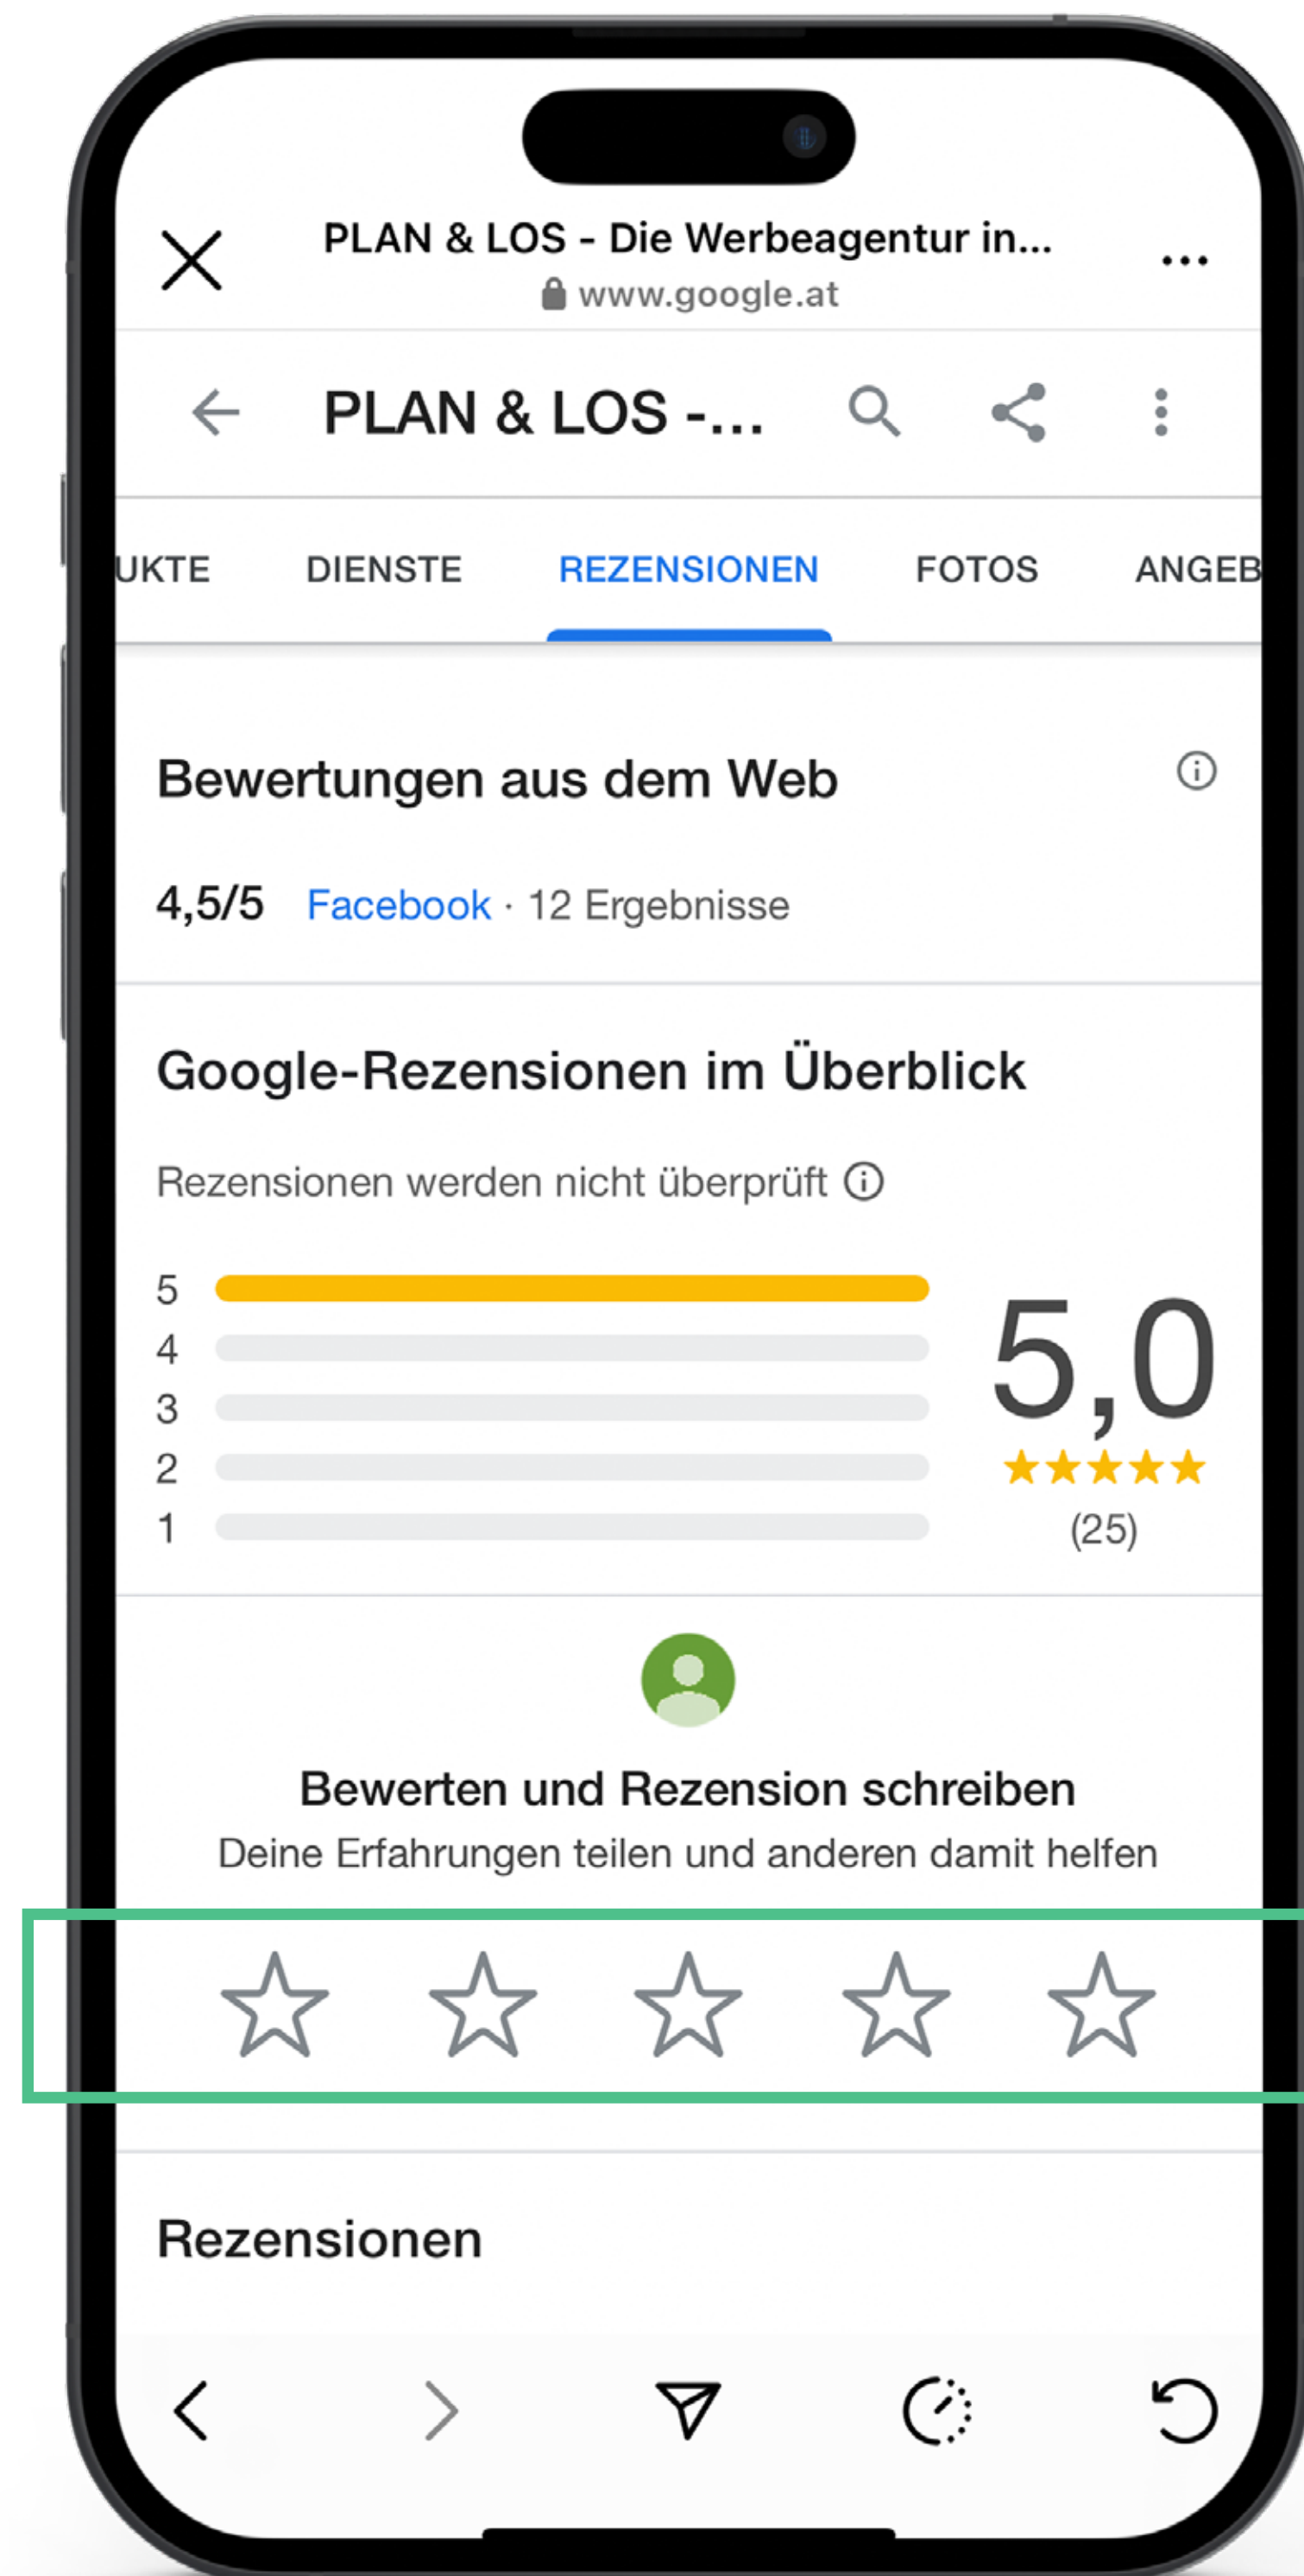 PLAN & LOS - Die Werbeagentur in...
www.google.at
PLAN & LOS -...
UKTE DIENSTE REZENSIONEN FOTOS ANGEB
Bewertungen aus dem Web
4,5/5 Facebook · 12 Ergebnisse
Google-Rezensionen im Überblick
Rezensionen werden nicht überprüft
5
4
3
2
1
5,0
(25)
Bewerten und Rezension schreiben
Deine Erfahrungen teilen und anderen damit helfen
Rezensionen